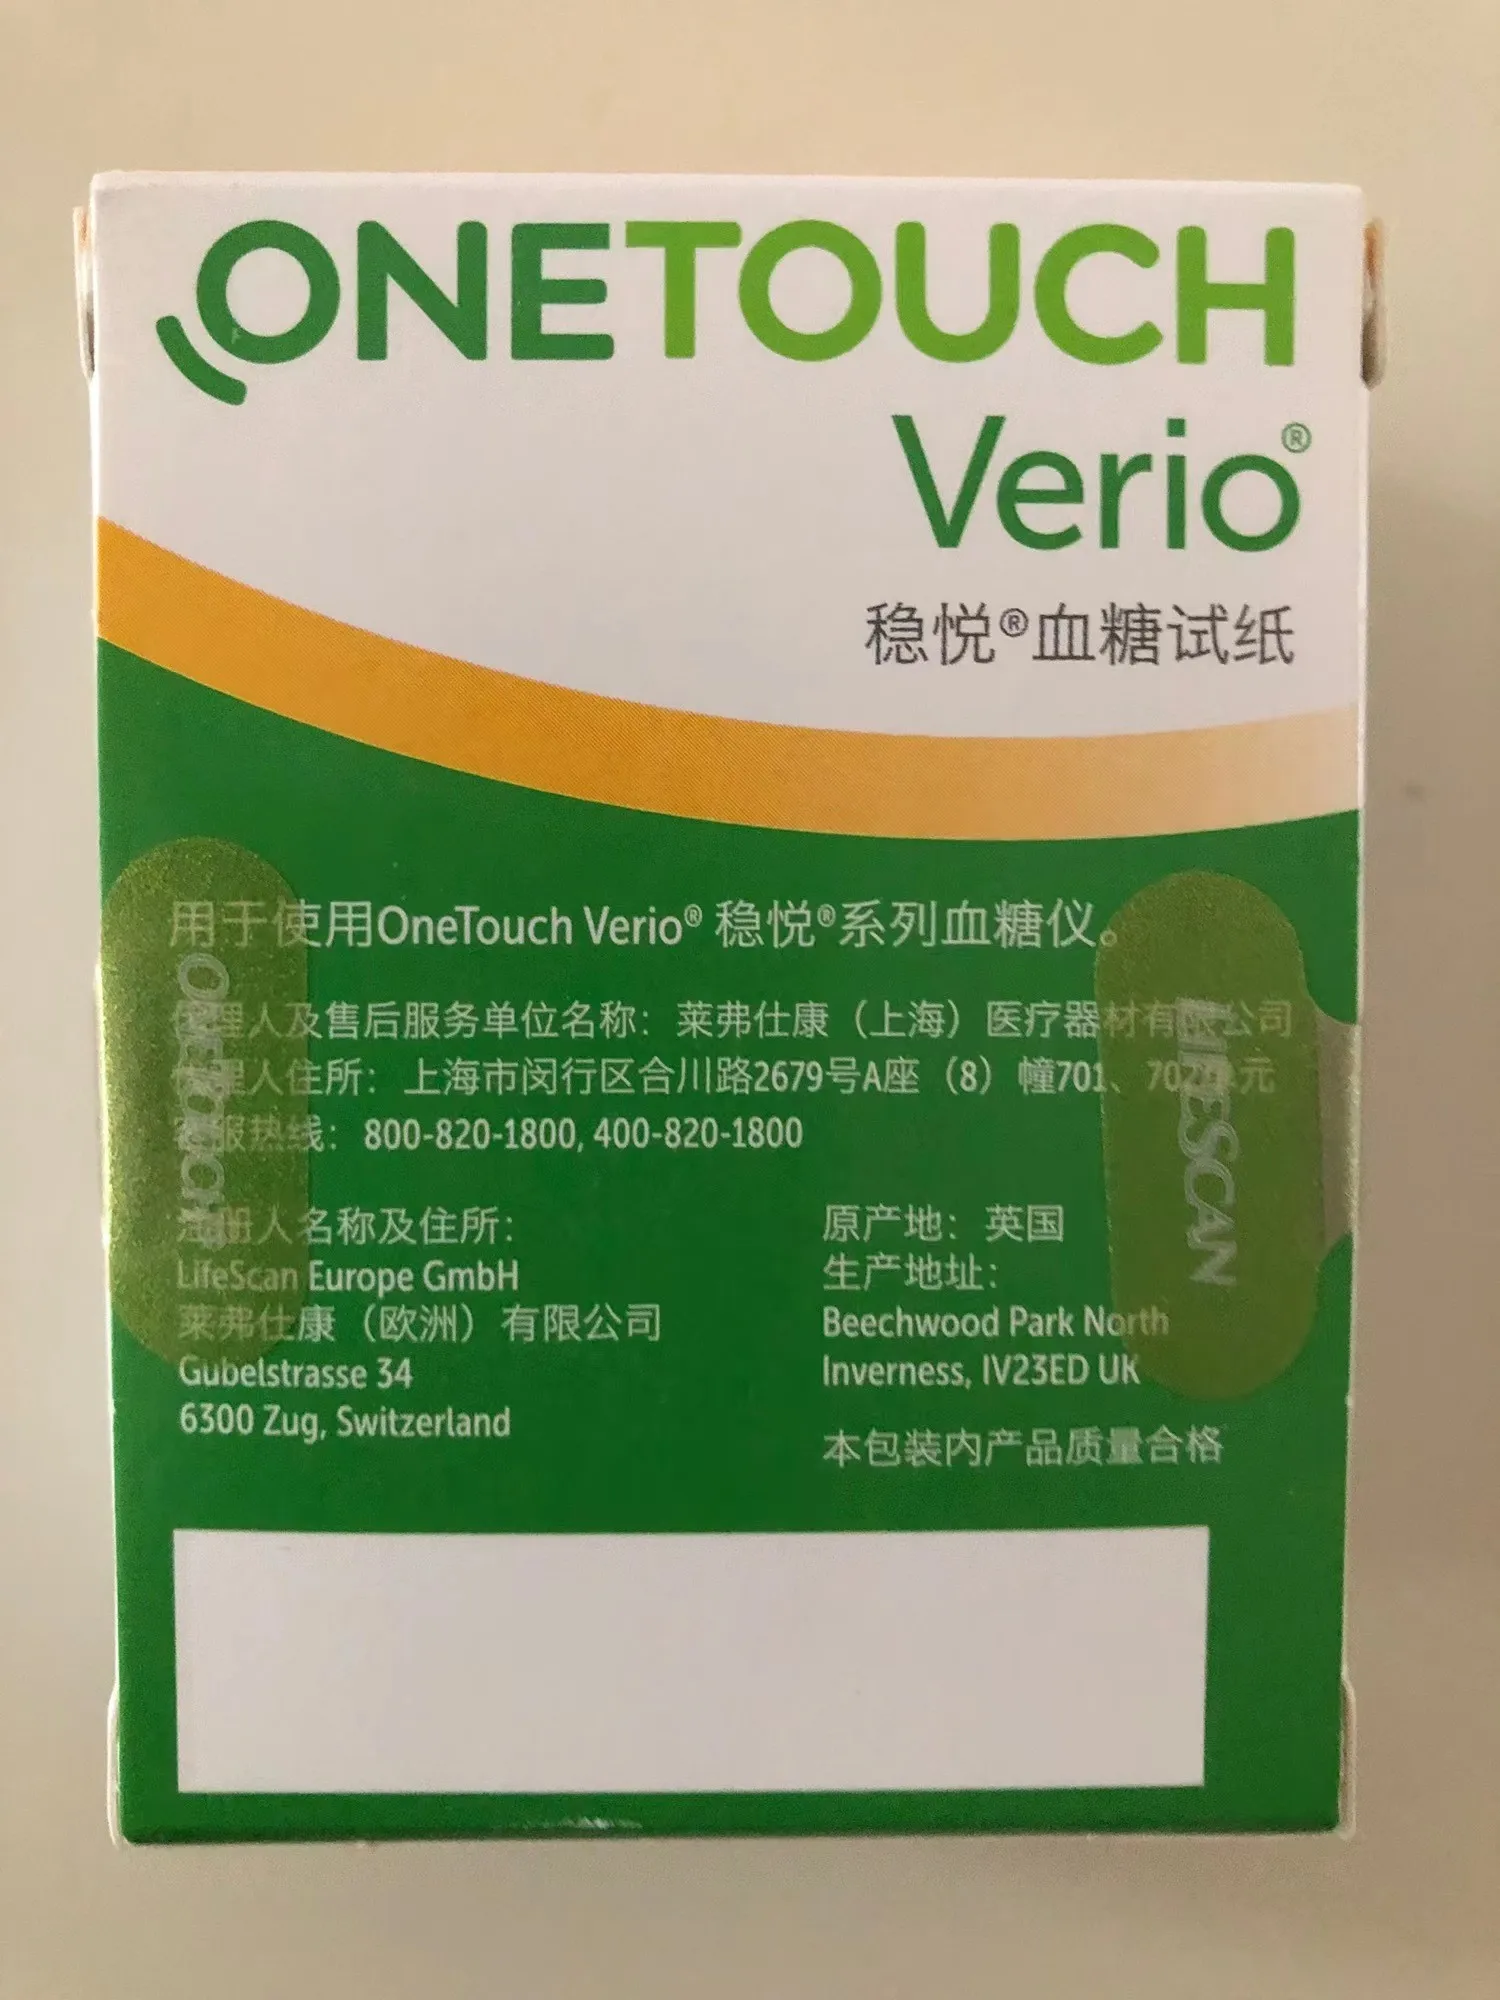 ONETOUCH
Verio®
稳悦®血糖试纸
用于使用OneTouch Verio® 稳悦®系列血糖仪。
代理人及售后服务单位名称：莱弗仕康（上海）医疗器材有限公司
代理人住所：上海市闵行区合川路2679号A座（8）幢701、702单元
客服热线：800-820-1800, 400-820-1800
注册人名称及住所：
LifeScan Europe GmbH
莱弗仕康（欧洲）有限公司
Gubelstrasse 34
6300 Zug, Switzerland
原产地：英国
生产地址：
Beechwood Park North
Inverness, IV23ED UK
本包装内产品质量合格
ONETOUCH
LIFESCAN